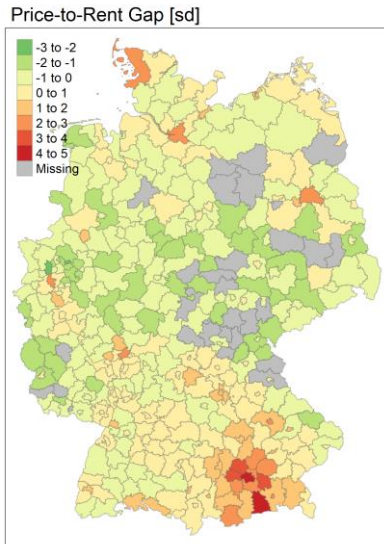 Price-to-Rent Gap [sd]
-3 to -2
-2 to -1
-1 to 0
0 to 1
1 to 2
2 to 3
3 to 4
4 to 5
Missing